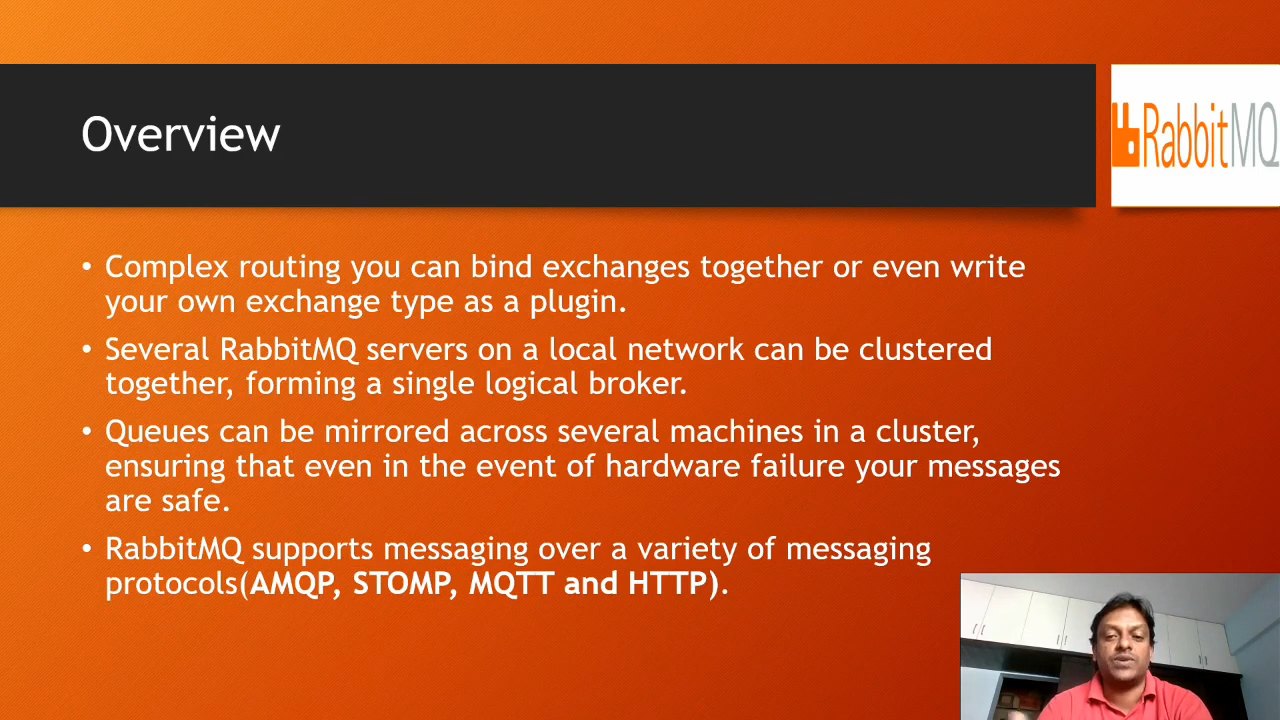 Overview
RabbitMQ
• Complex routing you can bind exchanges together or even write
your own exchange type as a plugin.
• Several RabbitMQ servers on a local network can be clustered
together, forming a single logical broker.
• Queues can be mirrored across several machines in a cluster,
ensuring that even in the event of hardware failure your messages
are safe.
• RabbitMQ supports messaging over a variety of messaging
protocols(AMQP, STOMP, MQTT and HTTP).